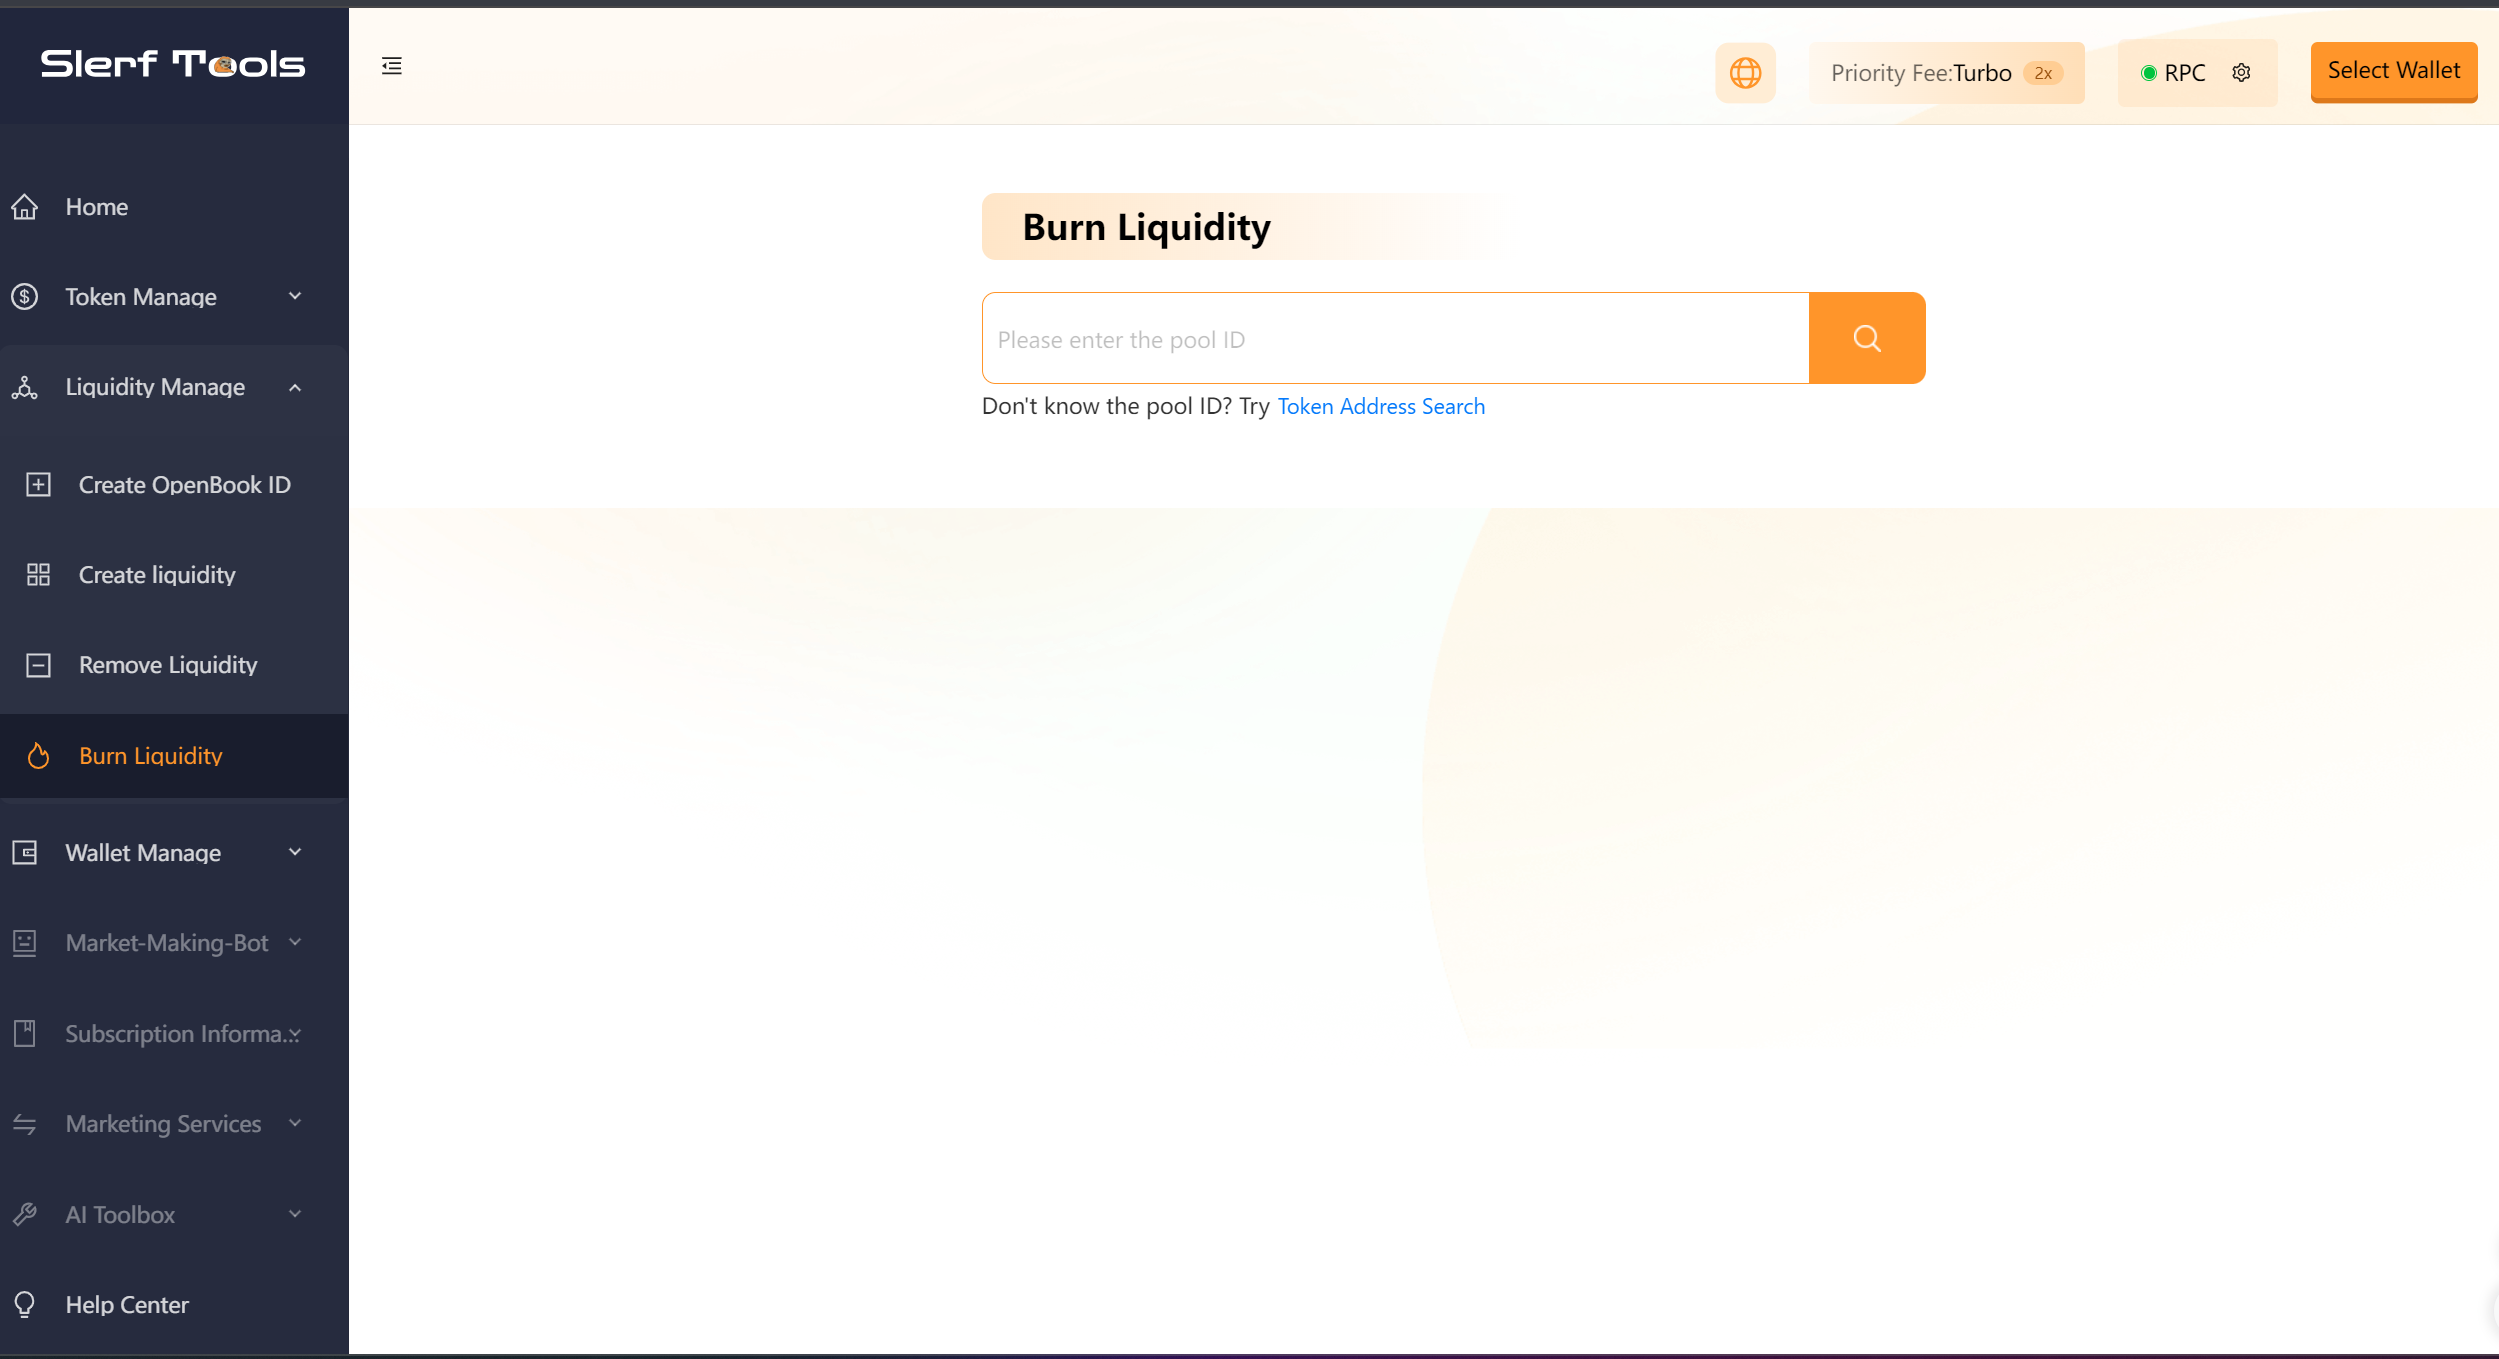 Slerf Tools
Home
Token Manage
Liquidity Manage
Create OpenBook ID
Create liquidity
Remove Liquidity
Burn Liquidity
Wallet Manage
Market-Making-Bot
Subscription Informa...
Marketing Services
AI Toolbox
Help Center
Priority Fee:Turbo 2x
RPC
Select Wallet
Burn Liquidity
Please enter the pool ID
Don't know the pool ID? Try Token Address Search